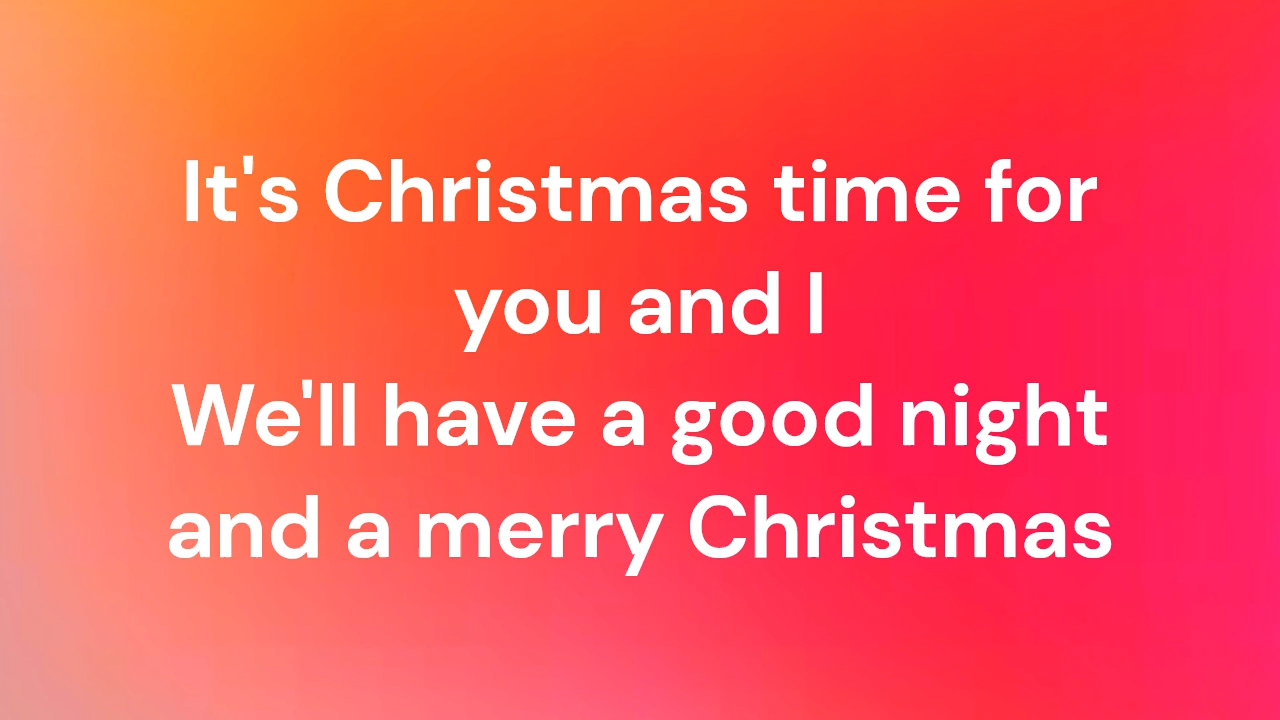 It's Christmas time for
you and I
We'll have a good night
and a merry Christmas